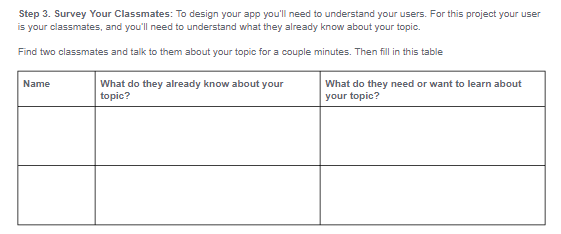 Step 3. Survey Your Classmates: To design your app you'll need to understand your users. For this project your user
is your classmates, and you'll need to understand what they already know about your topic.
Find two classmates and talk to them about your topic for a couple minutes. Then fill in this table
Name
What do they already know about your
topic?
What do they need or want to learn about
your topic?